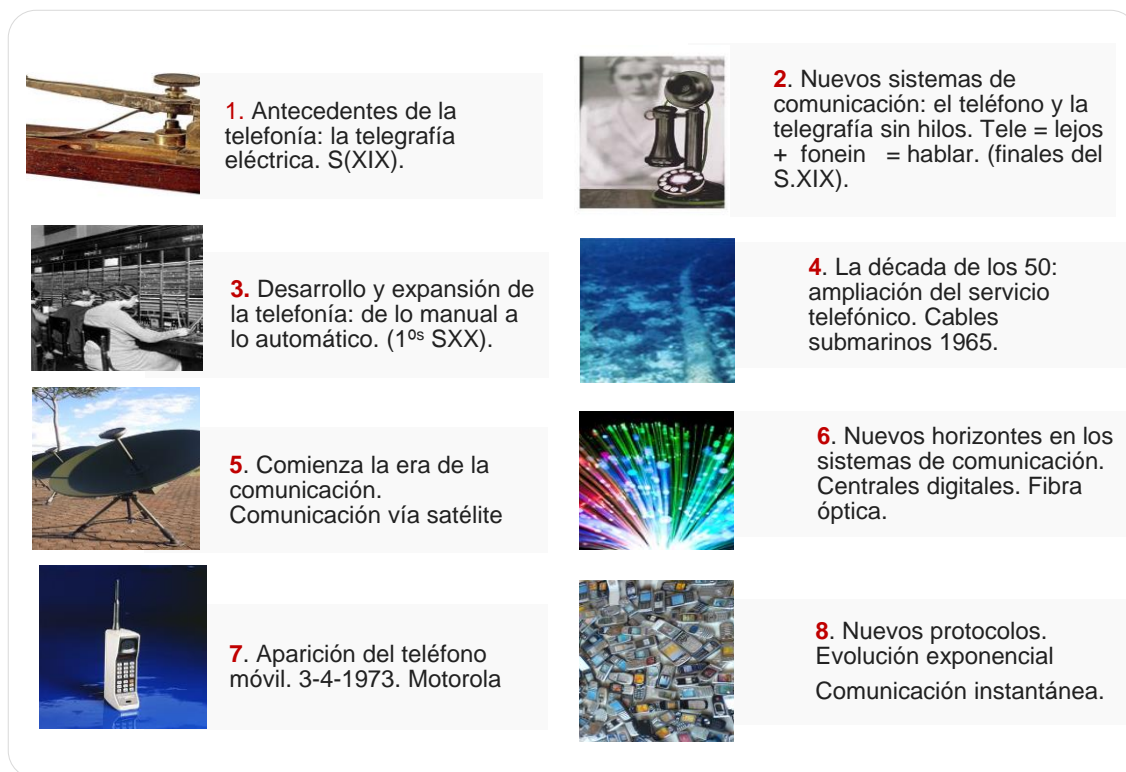 1. Antecedentes de la
telefonía: la telegrafía
eléctrica. S(XIX).
2. Nuevos sistemas de
comunicación: el teléfono y la
telegrafía sin hilos. Tele = lejos
+ fonein = hablar. (finales del
S.XIX).
3. Desarrollo y expansión de
la telefonía: de lo manual a
lo automático. (1ºs SXX).
4. La década de los 50:
ampliación del servicio
telefónico. Cables
submarinos 1965.
5. Comienza la era de la
comunicación.
Comunicación vía satélite
6. Nuevos horizontes en los
sistemas de comunicación.
Centrales digitales. Fibra
óptica.
7. Aparición del teléfono
móvil. 3-4-1973. Motorola
8. Nuevos protocolos.
Evolución exponencial
Comunicación instantánea.